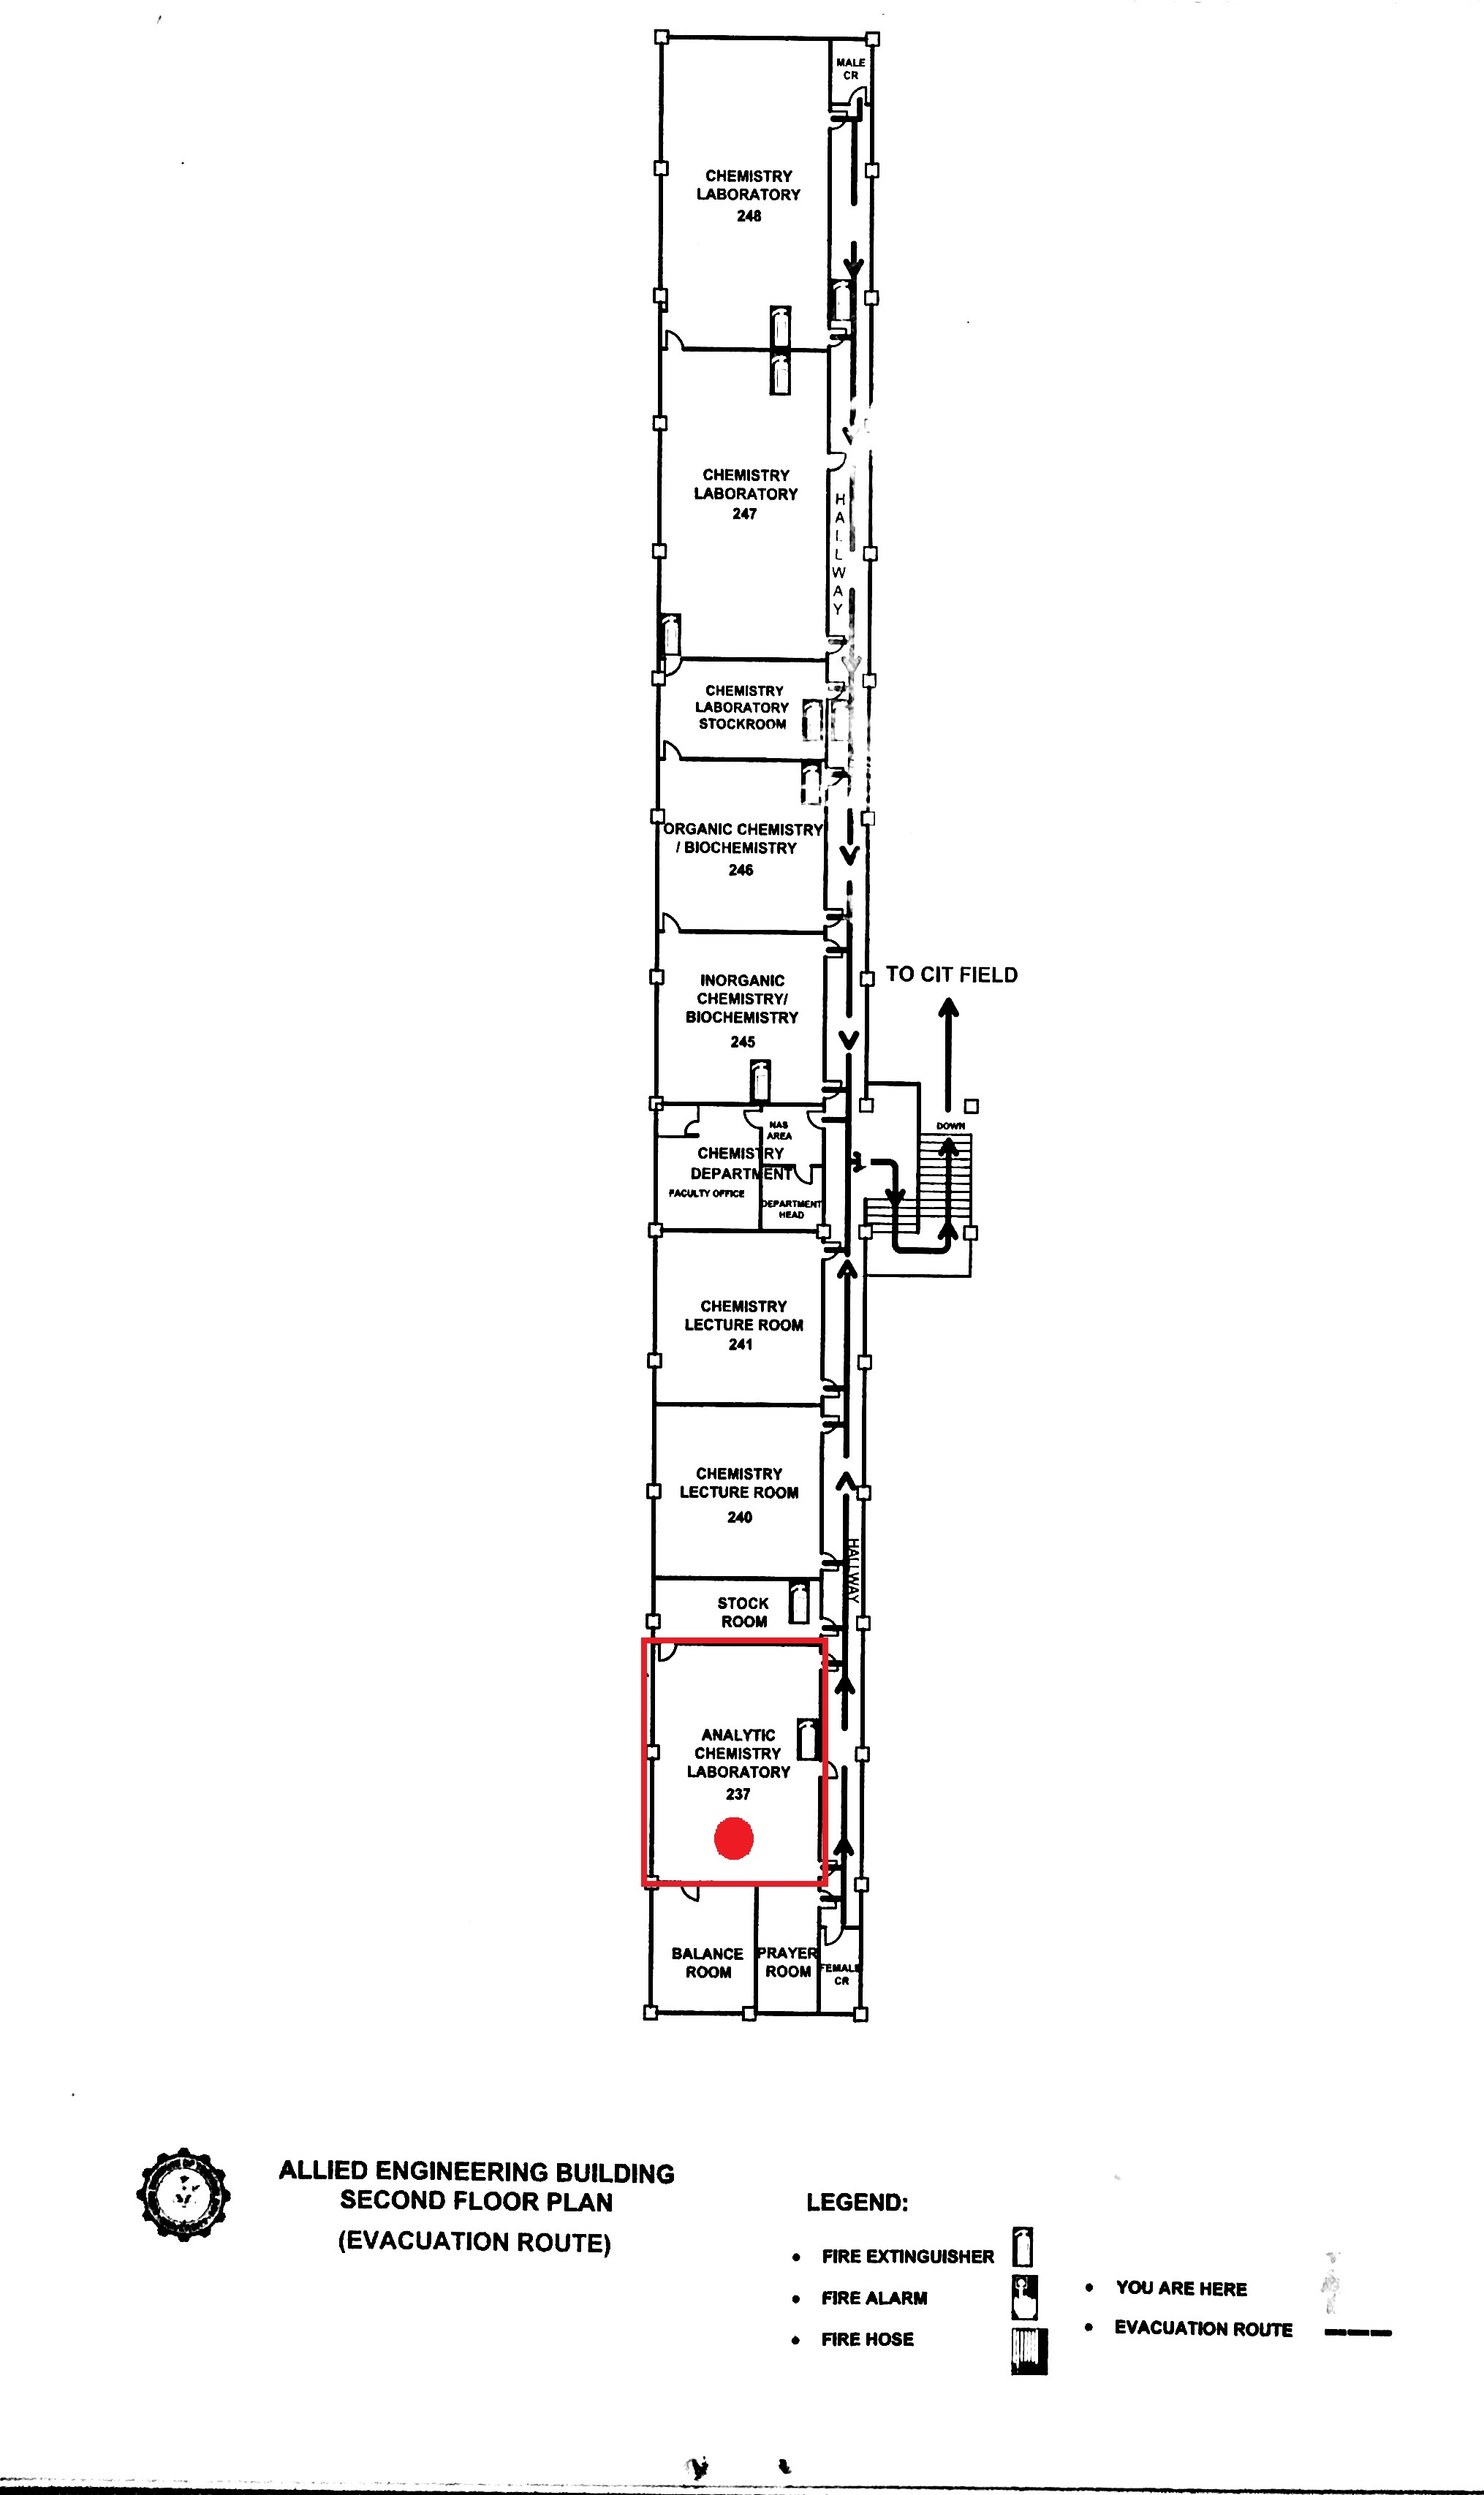 MALE
CR
CHEMISTRY
LABORATORY
248
CHEMISTRY
LABORATORY
247
HALLWAY
CHEMISTRY
LABORATORY
STOCKROOM
ORGANIC CHEMISTRY
/ BIOCHEMISTRY
246
INORGANIC
CHEMISTRY/
BIOCHEMISTRY
245
TO CIT FIELD
DOWN
NAS
AREA
CHEMISTRY
DEPARTMENT
FACULTY OFFICE
DEPARTMENT
HEAD
CHEMISTRY
LECTURE ROOM
241
CHEMISTRY
LECTURE ROOM
240
HALLWAY
STOCK
ROOM
ANALYTIC
CHEMISTRY
LABORATORY
237
BALANCE
ROOM
PRAYER
ROOM
FEMALE
CR
ALLIED ENGINEERING BUILDING
SECOND FLOOR PLAN
(EVACUATION ROUTE)
LEGEND:
• FIRE EXTINGUISHER
• FIRE ALARM
• FIRE HOSE
• YOU ARE HERE
• EVACUATION ROUTE